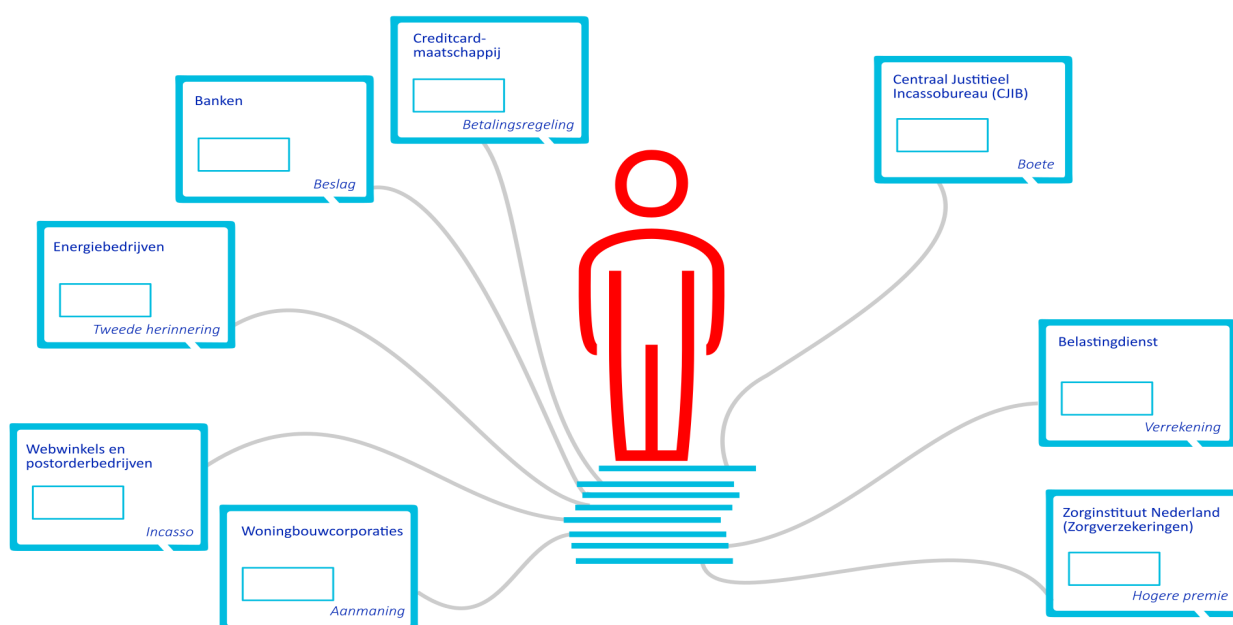 Creditcard-
maatschappij
Betalingsregeling
Banken
Beslag
Centraal Justitieel
Incassobureau (CJIB)
Boete
Energiebedrijven
Tweede herinnering
Belastingdienst
Verrekening
Webwinkels en
postorderbedrijven
Incasso
Woningbouwcorporaties
Aanmaning
Zorginstituut Nederland
(Zorgverzekeringen)
Hogere premie